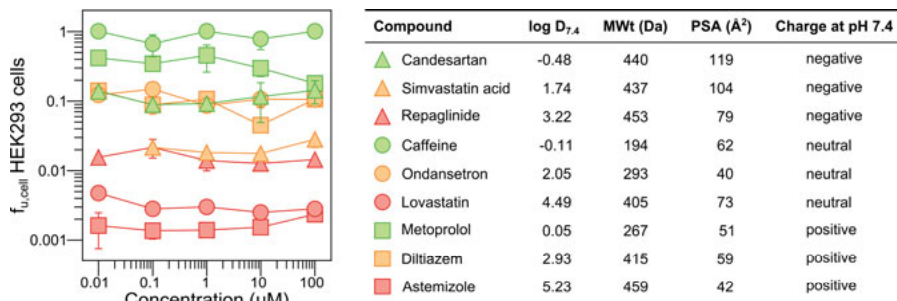 1
0.1
0.01
0.001
f u,cell HEK293 cells
0.01 0.1 1 10 100
Concentration (uM)
Compound log D7.4 MWt (Da) PSA (Å²) Charge at pH 7.4
Candesartan -0.48 440 119 negative
Simvastatin acid 1.74 437 104 negative
Repaglinide 3.22 453 79 negative
Caffeine -0.11 194 62 neutral
Ondansetron 2.05 293 40 neutral
Lovastatin 4.49 405 73 neutral
Metoprolol 0.05 267 51 positive
Diltiazem 2.93 415 59 positive
Astemizole 5.23 459 42 positive